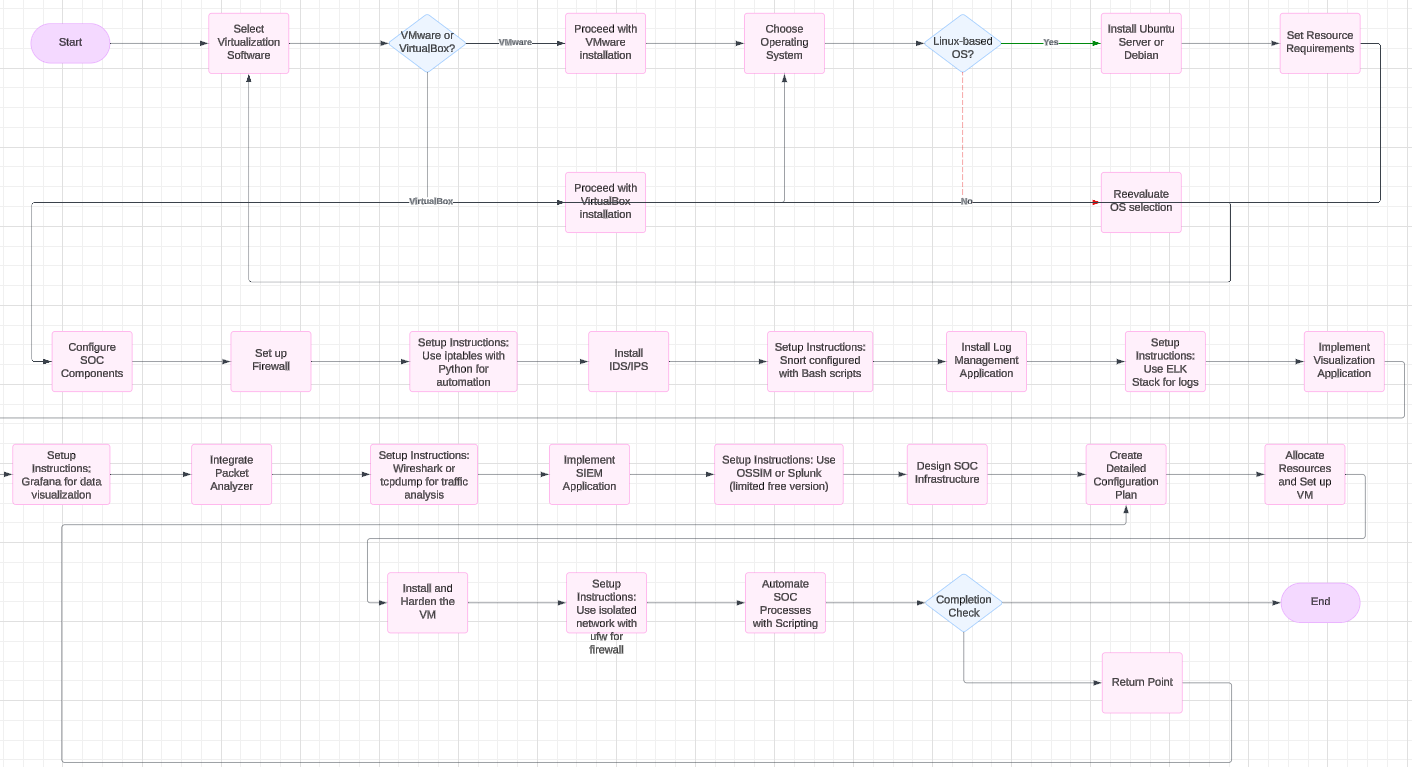 Start
Select
Virtualization
Software
VMware or
VirtualBox?
VMware
Proceed with
VMware
installation
Choose
Operating
System
Linux-based
OS?
Yes
Install Ubuntu
Server or
Debian
Set Resource
Requirements
VirtualBox
Proceed with
VirtualBox
installation
No
Reevaluate
OS selection
Configure
SOC
Components
Set up
Firewall
Setup Instructions:
Use iptables with
Python for
automation
Install
IDS/IPS
Setup Instructions:
Snort configured
with Bash scripts
Install Log
Management
Application
Setup
Instructions:
Use ELK
Stack for logs
Implement
Visualization
Application
Setup
Instructions:
Grafana for data
visualization
Integrate
Packet
Analyzer
Setup Instructions:
Wireshark or
tcpdump for traffic
analysis
Implement
SIEM
Application
Setup Instructions: Use
OSSIM or Splunk
(limited free version)
Design SOC
Infrastructure
Create
Detailed
Configuration
Plan
Allocate
Resources
and Set up
VM
Install and
Harden the
VM
Setup
Instructions:
Use isolated
network with
ufw for
firewall
Automate
SOC
Processes
with Scripting
Completion
Check
End
Return Point